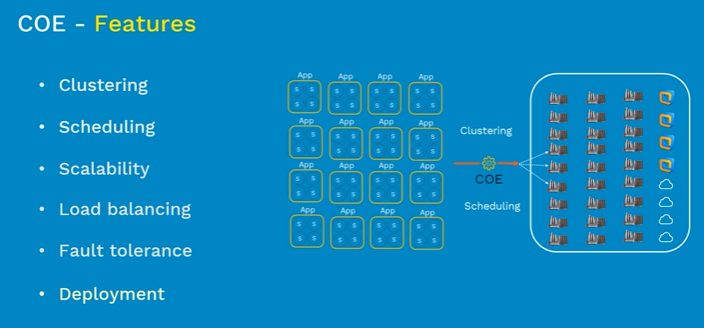 COE - Features
• Clustering
• Scheduling
• Scalability
• Load balancing
• Fault tolerance
• Deployment
App App App App
S S S S S S S S
S S S S S S S S
App App App App
S S S S S S S S
S S S S S S S S
App App App App
S S S S S S S S
S S S S S S S S
App App App App
S S S S S S S S
S S S S S S S S
Clustering
COE
Scheduling